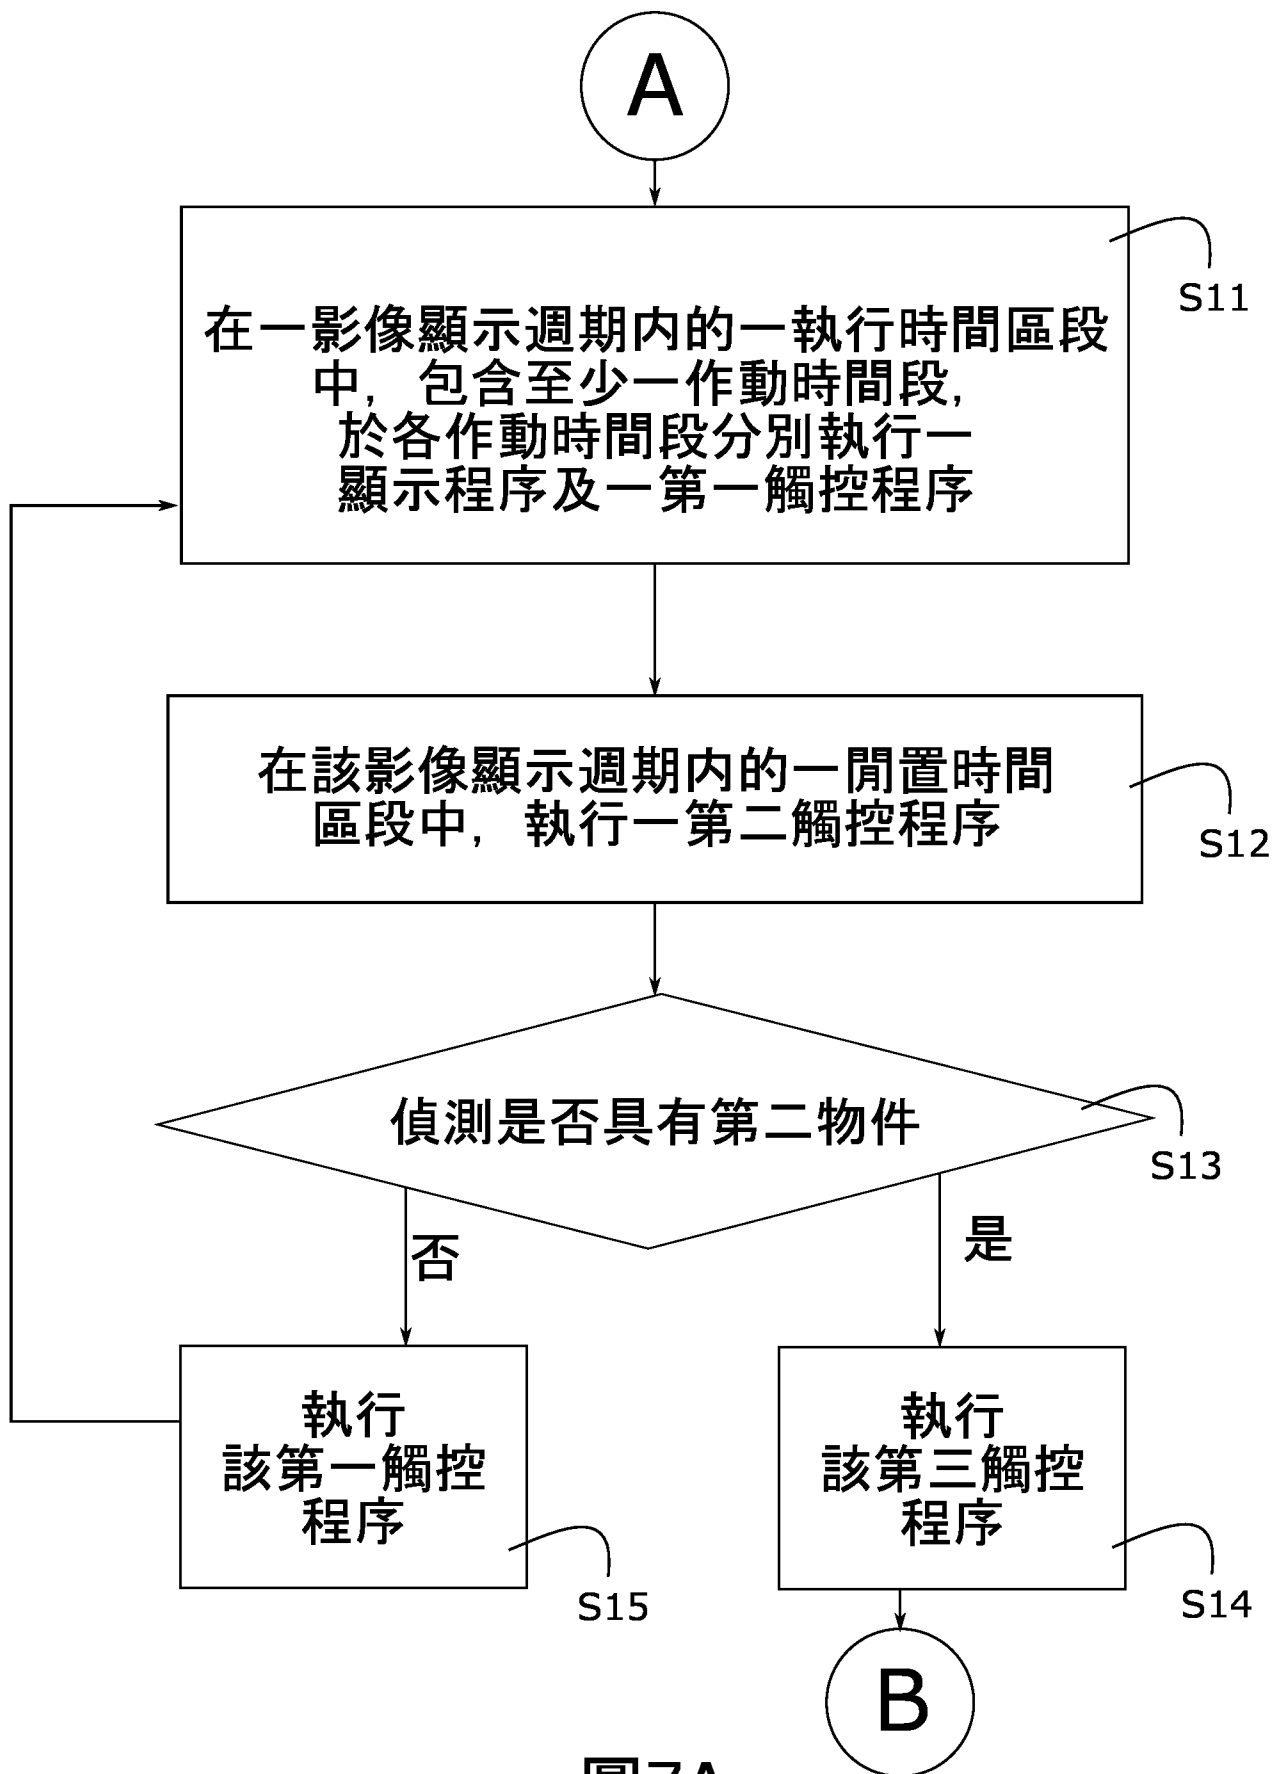 A
在一影像顯示週期内的一執行時間區段
中，包含至少一作動時間段，
於各作動時間段分別執行一
顯示程序及一第一觸控程序
S11
在該影像顯示週期内的一閒置時間
區段中，執行一第二觸控程序
S12
偵測是否具有第二物件
S13
否
是
執行
該第一觸控
程序
S15
執行
該第三觸控
程序
S14
B
圖7A